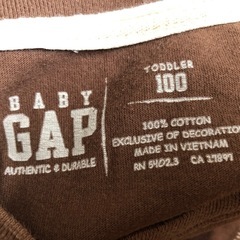 BABY
GAP
AUTHENTIC & DURABLE
TODDLER
100
100% COTTON
EXCLUSIVE OF DECORATION
MADE IN VIETNAM
RN 54023 CA 17897